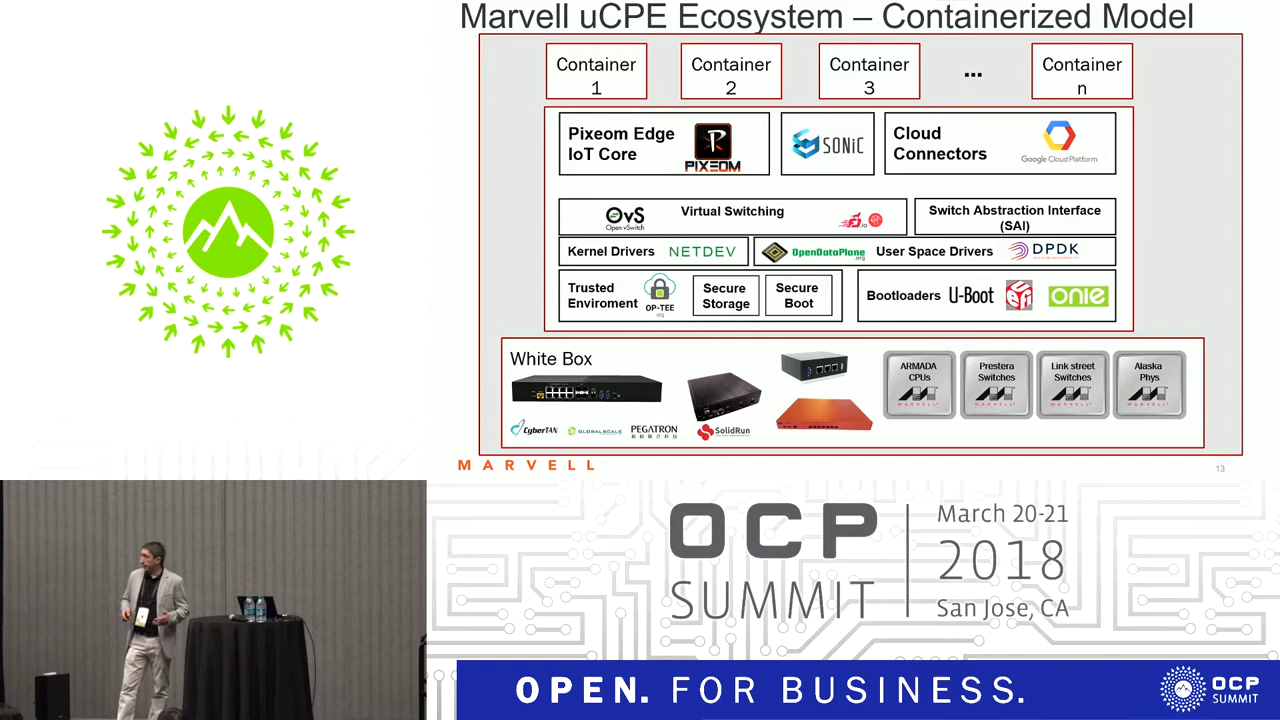 Marvell uCPE Ecosystem – Containerized Model
Container
1
Container
2
Container
3
...
Container
n
Pixeom Edge
IoT Core
PIXEOM
SONiC
Cloud
Connectors
Google Cloud Platform
OvS
Open vSwitch
Virtual Switching
.io
Switch Abstraction Interface
(SAI)
Kernel Drivers
NETDEV
OpenDataPlane
.org
User Space Drivers
DPDK
Trusted
Enviroment
OP-TEE
.org
Secure
Storage
Secure
Boot
Bootloaders
U-Boot
UEFI
ONIE
White Box
CyberTAN
GLOBALSCALE
PEGATRON
SolidRun
ARMADA
CPUs
MARVELL
Prestera
Switches
MARVELL
Link street
Switches
MARVELL
Alaska
Phys
MARVELL
MARVELL
13
OCP
SUMMIT
March 20-21
2018
San Jose, CA
OPEN. FOR BUSINESS.
OCP
SUMMIT